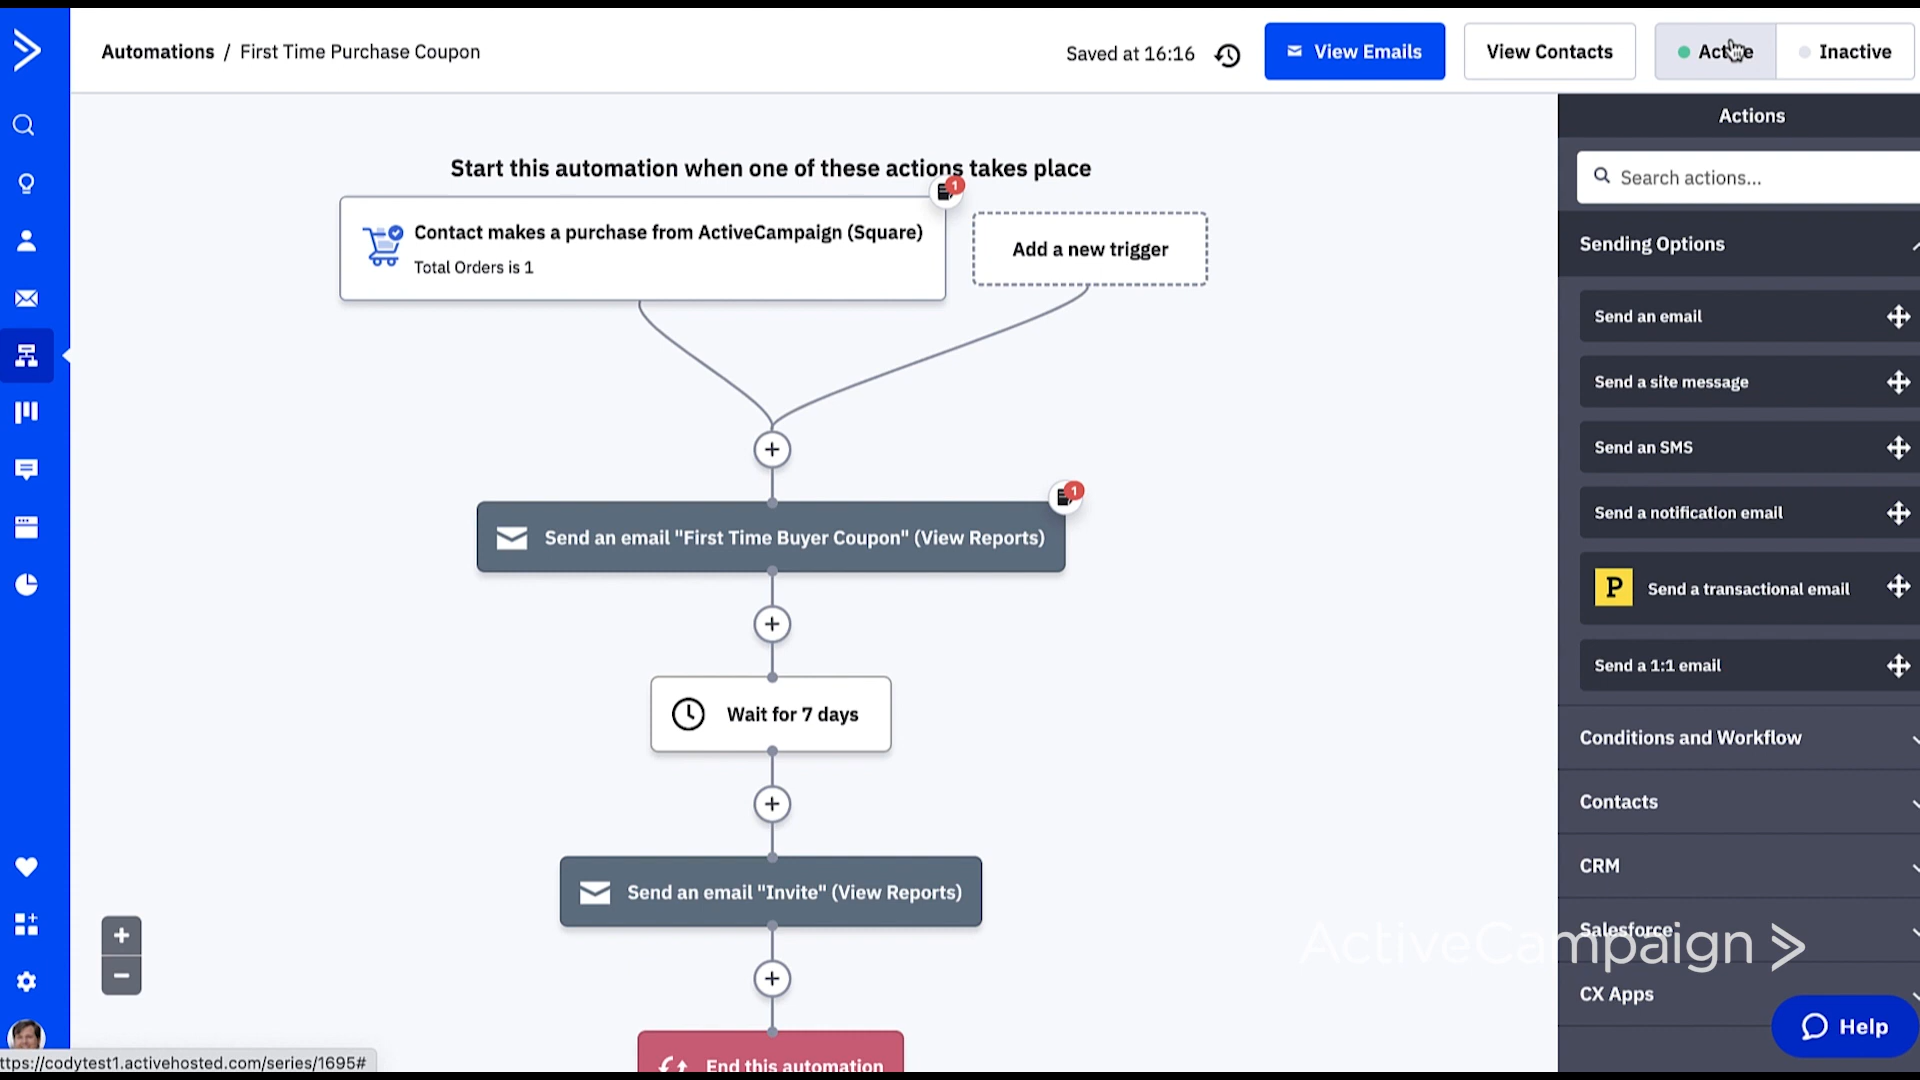 Automations / First Time Purchase Coupon
Saved at 16:16
View Emails
View Contacts
Active
Inactive
Start this automation when one of these actions takes place
1
Contact makes a purchase from ActiveCampaign (Square)
Total Orders is 1
Add a new trigger
1
Send an email "First Time Buyer Coupon" (View Reports)
Wait for 7 days
Send an email "Invite" (View Reports)
End this automation
Actions
Search actions...
Sending Options
Send an email
Send a site message
Send an SMS
Send a notification email
P Send a transactional email
Send a 1:1 email
Conditions and Workflow
Contacts
CRM
Salesforce
ActiveCampaign
CX Apps
Help
ttps://codytest1.activehosted.com/series/1695#